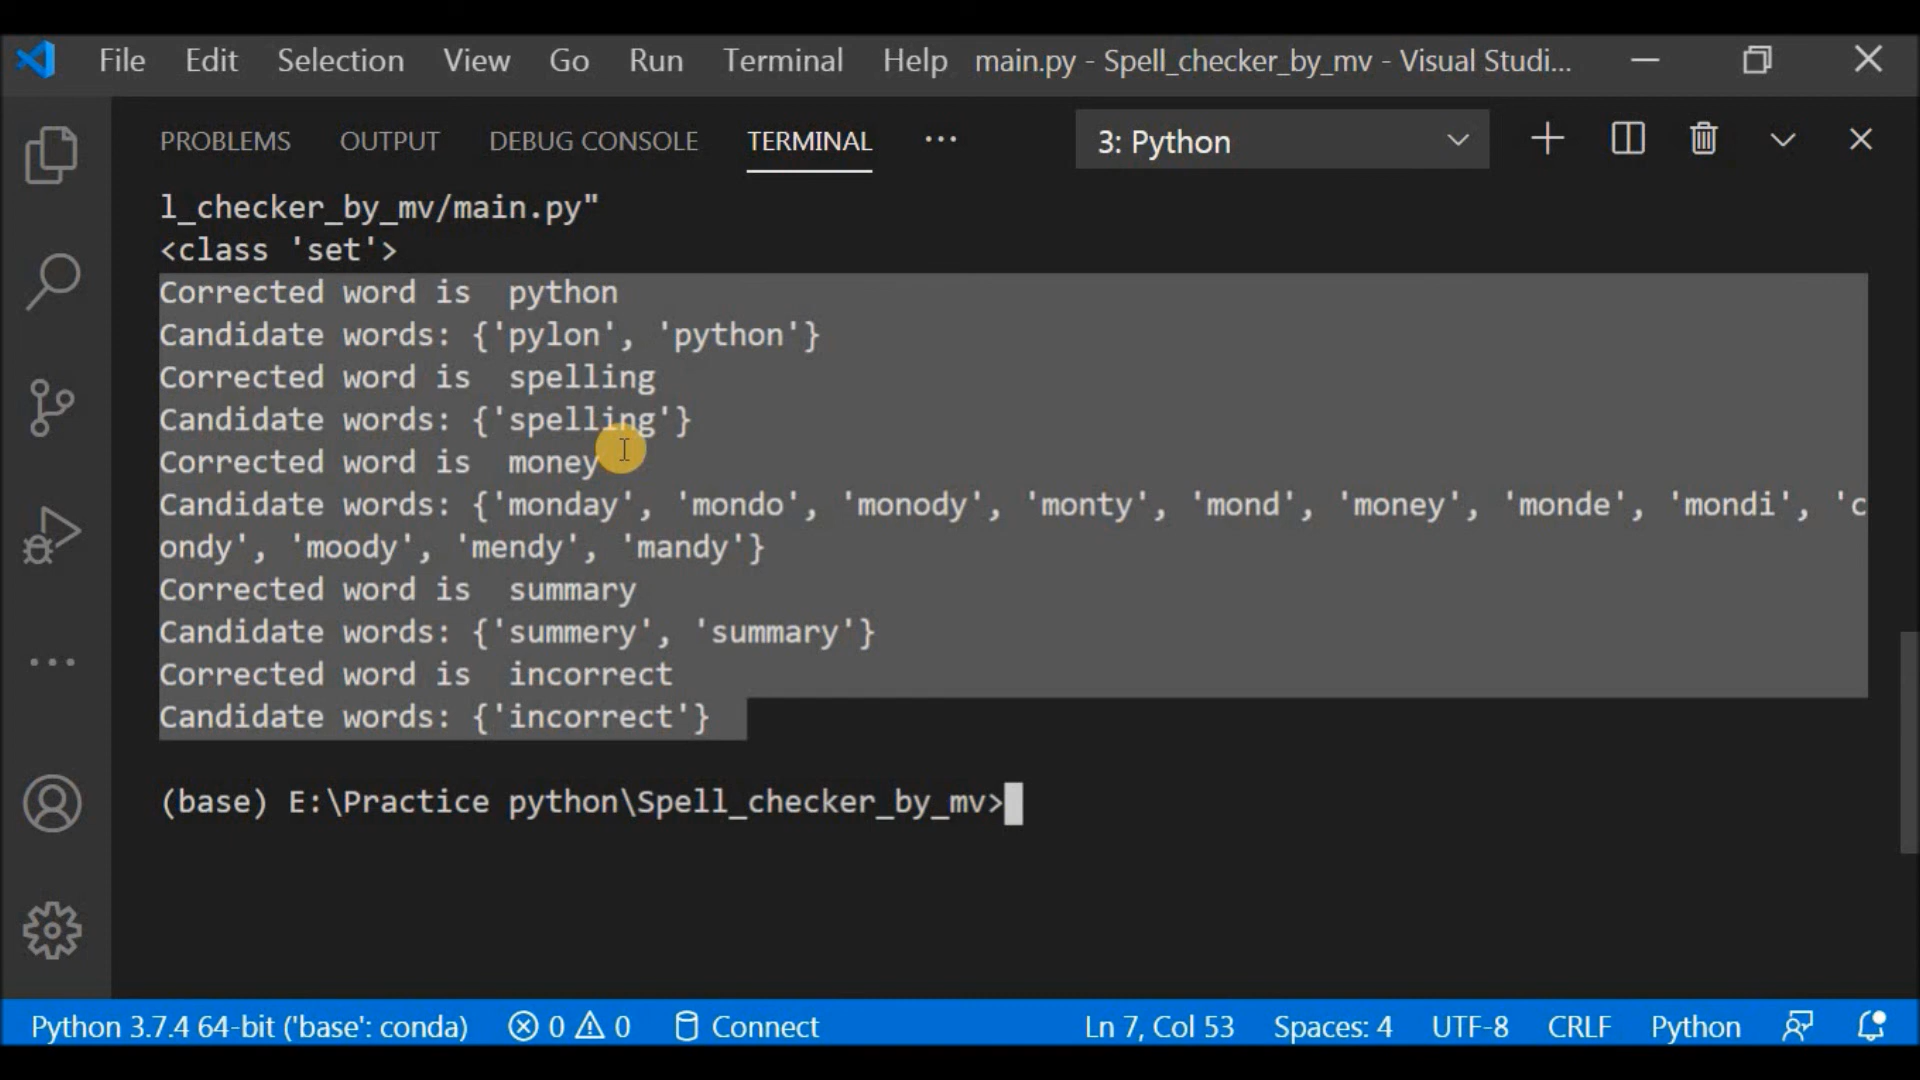 File Edit Selection View Go Run Terminal Help main.py - Spell_checker_by_mv - Visual Studi...
PROBLEMS OUTPUT DEBUG CONSOLE TERMINAL ... 3: Python
l_checker_by_mv/main.py"
<class 'set'>
Corrected word is  python
Candidate words: {'pylon', 'python'}
Corrected word is  spelling
Candidate words: {'spelling'}
Corrected word is  money
Candidate words: {'monday', 'mondo', 'monody', 'monty', 'mond', 'money', 'monde', 'mondi', 'c
ondy', 'moody', 'mendy', 'mandy'}
Corrected word is  summary
Candidate words: {'summery', 'summary'}
Corrected word is  incorrect
Candidate words: {'incorrect'}
(base) E:\Practice python\Spell_checker_by_mv>
Python 3.7.4 64-bit ('base': conda) 0 0 Connect Ln 7, Col 53 Spaces: 4 UTF-8 CRLF Python